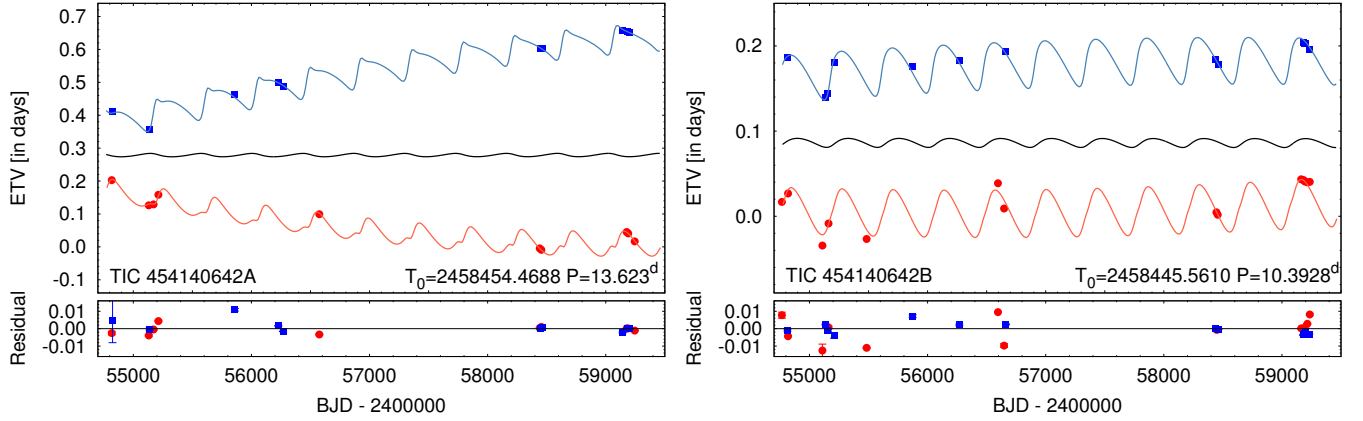 ETV [in days]
0.7
0.6
0.5
0.4
0.3
0.2
0.1
0.0
-0.1
TIC 454140642A
T0=2458454.4688 P=13.623d
Residual
0.01
0.00
-0.01
55000 56000 57000 58000 59000
BJD - 2400000
ETV [in days]
0.2
0.1
0.0
TIC 454140642B
T0=2458445.5610 P=10.3928d
Residual
0.01
0.00
-0.01
55000 56000 57000 58000 59000
BJD - 2400000